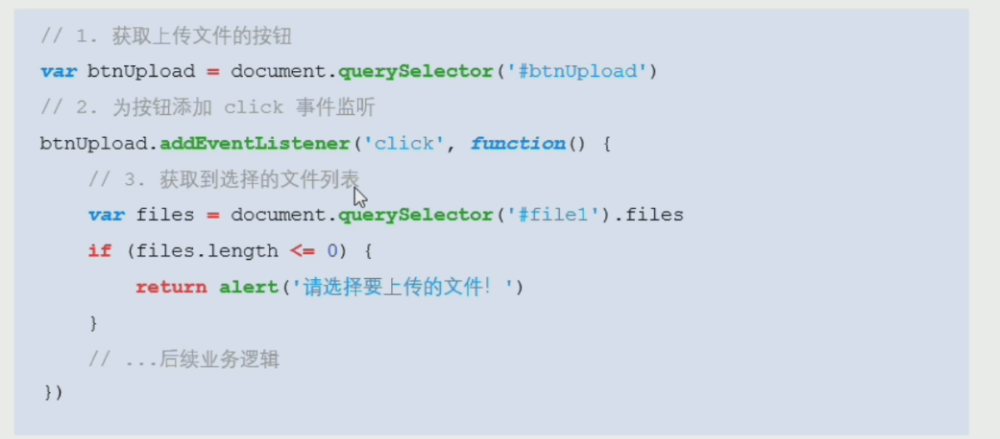 // 1. 获取上传文件的按钮
var btnUpload = document.querySelector('#btnUpload')
// 2. 为按钮添加 click 事件监听
btnUpload.addEventListener('click', function() {
    // 3. 获取到选择的文件列表
    var files = document.querySelector('#file1').files
    if (files.length <= 0) {
        return alert('请选择要上传的文件！')
    }
    // ...后续业务逻辑
})